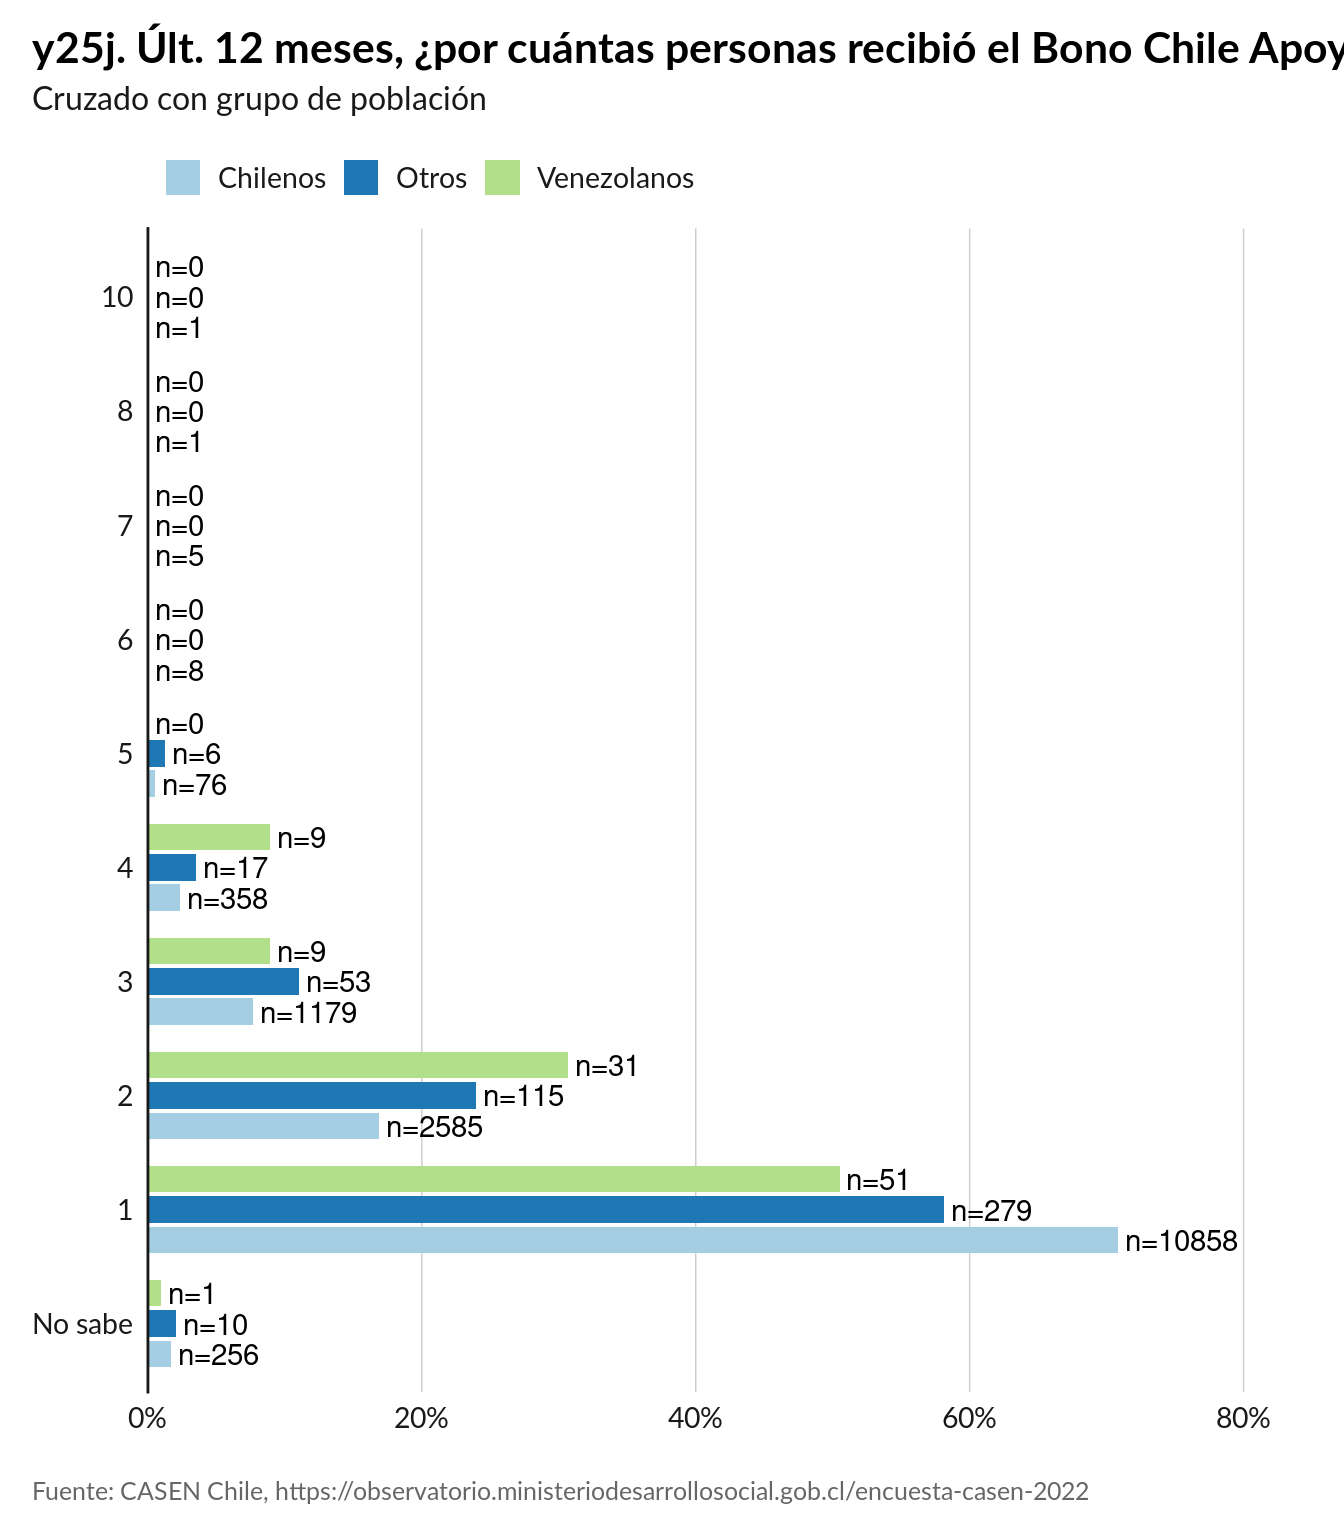 y25j. Últ. 12 meses, ¿por cuántas personas recibió el Bono Chile Apoy
Cruzado con grupo de población
Chilenos Otros Venezolanos
n=0
10 n=0
n=1
n=0
8 n=0
n=1
n=0
7 n=0
n=5
n=0
6 n=0
n=8
n=0
5 n=6
n=76
n=9
4 n=17
n=358
n=9
3 n=53
n=1179
n=31
2 n=115
n=2585
n=51
1 n=279
n=10858
n=1
No sabe n=10
n=256
0% 20% 40% 60% 80%
Fuente: CASEN Chile, https://observatorio.ministeriodesarrollosocial.gob.cl/encuesta-casen-2022